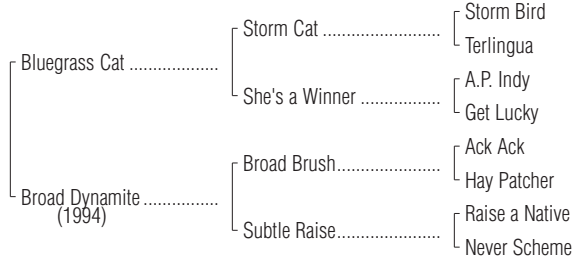 Storm Bird
Storm Cat ........................
Terlingua
Bluegrass Cat ..................
A.P. Indy
She's a Winner ................
Get Lucky
Ack Ack
Broad Brush.....................
Hay Patcher
Broad Dynamite ...............
(1994)
Raise a Native
Subtle Raise.....................
Never Scheme